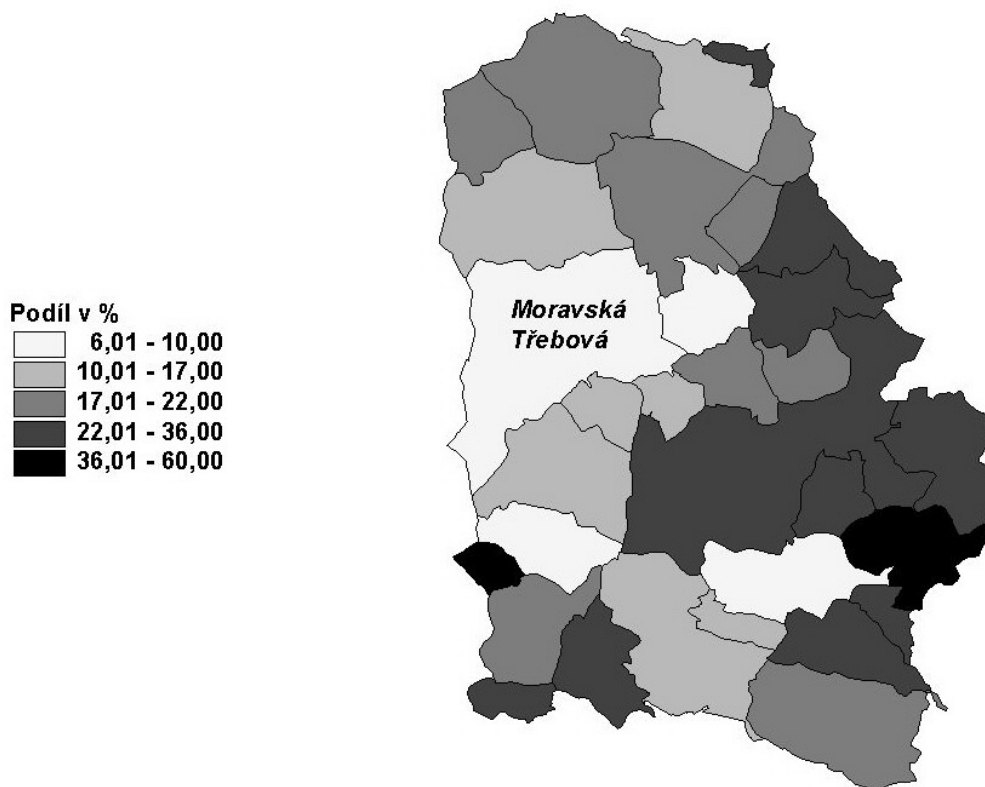 Podíl v %
6,01 - 10,00
10,01 - 17,00
17,01 - 22,00
22,01 - 36,00
36,01 - 60,00
Moravská
Třebová